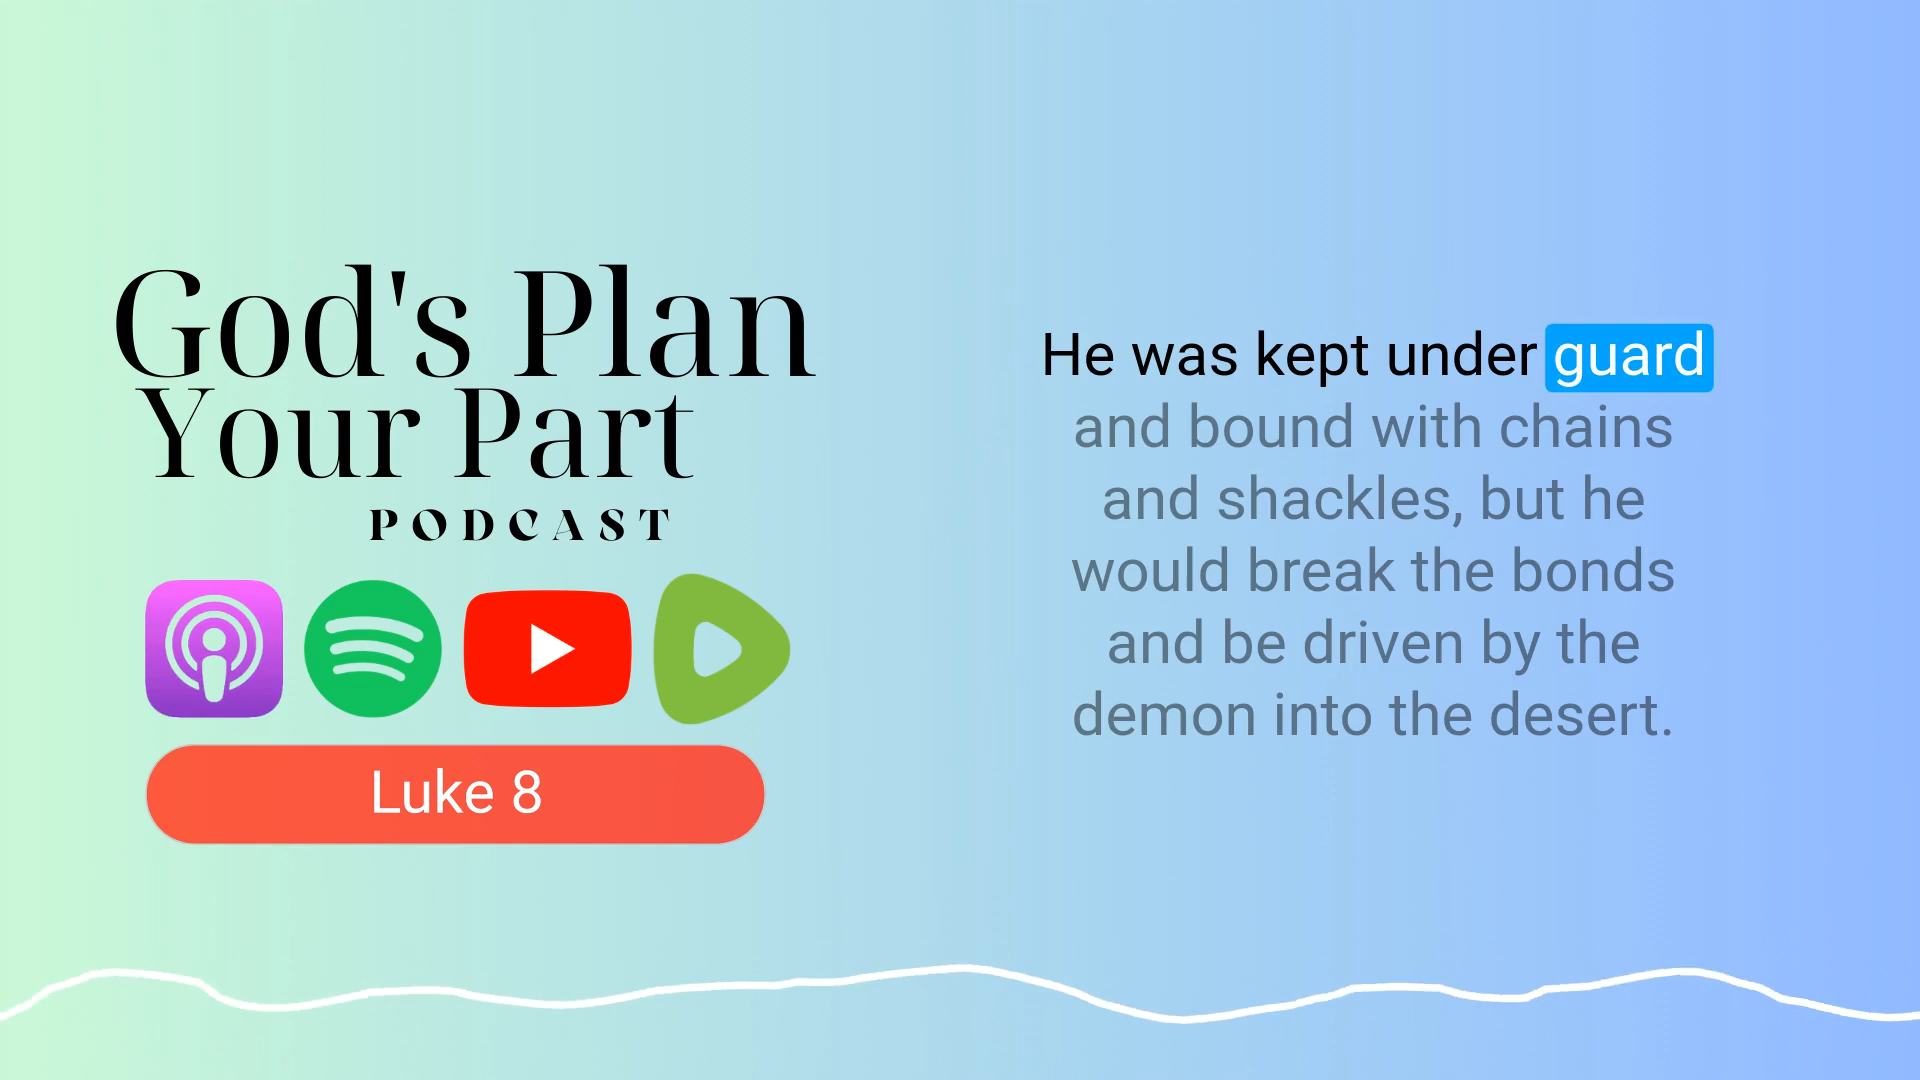 God's Plan
Your Part
PODCAST
Luke 8
He was kept under guard
and bound with chains
and shackles, but he
would break the bonds
and be driven by the
demon into the desert.